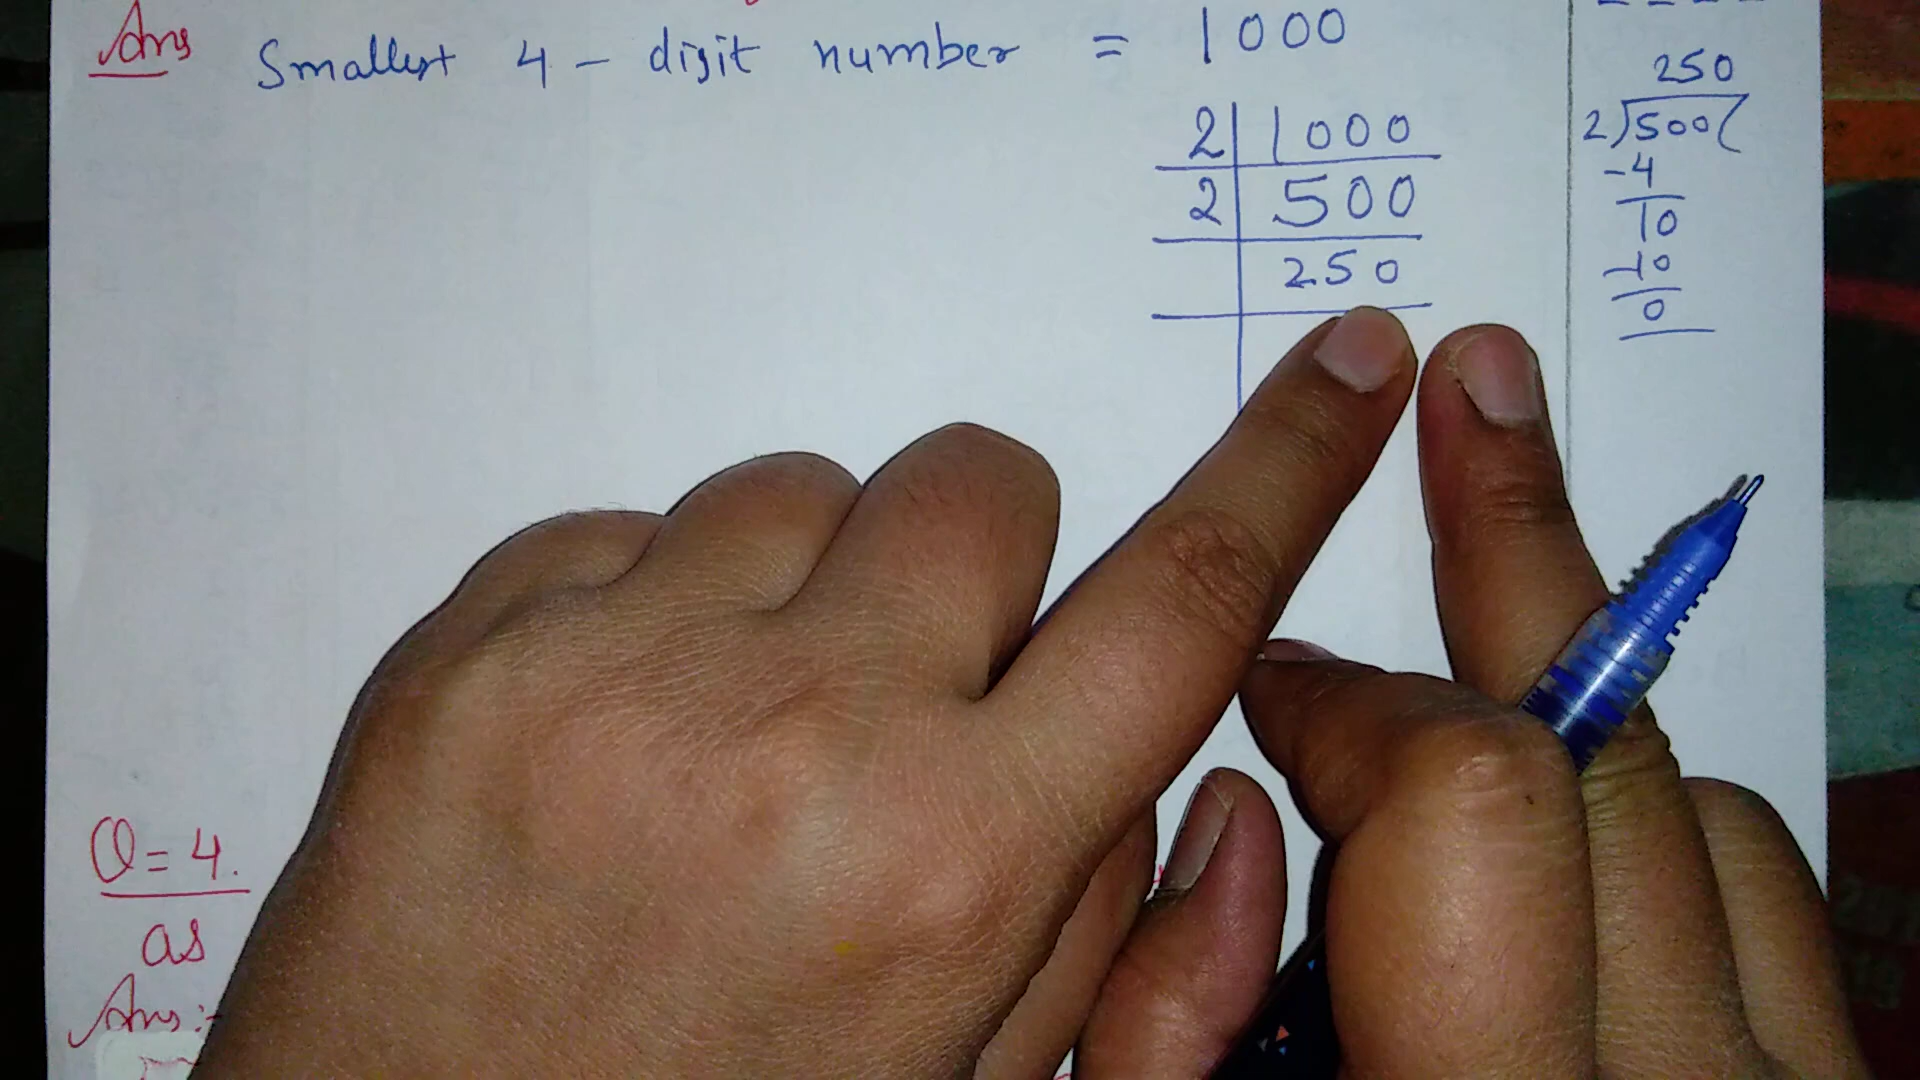 Ans Smallest 4 - digit number = 1000
2 | 1000
2 | 500
250
250
2)500(
-4
10
-10
0
Q=4.
as
Ans:-